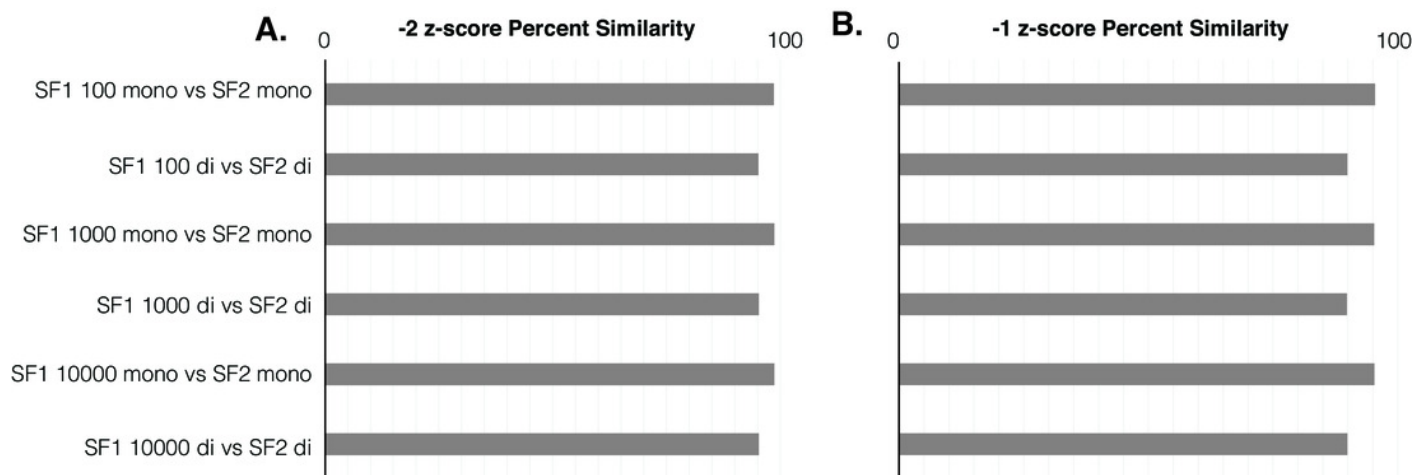 A. -2 z-score Percent Similarity B. -1 z-score Percent Similarity
0 100 0 100
SF1 100 mono vs SF2 mono
SF1 100 di vs SF2 di
SF1 1000 mono vs SF2 mono
SF1 1000 di vs SF2 di
SF1 10000 mono vs SF2 mono
SF1 10000 di vs SF2 di